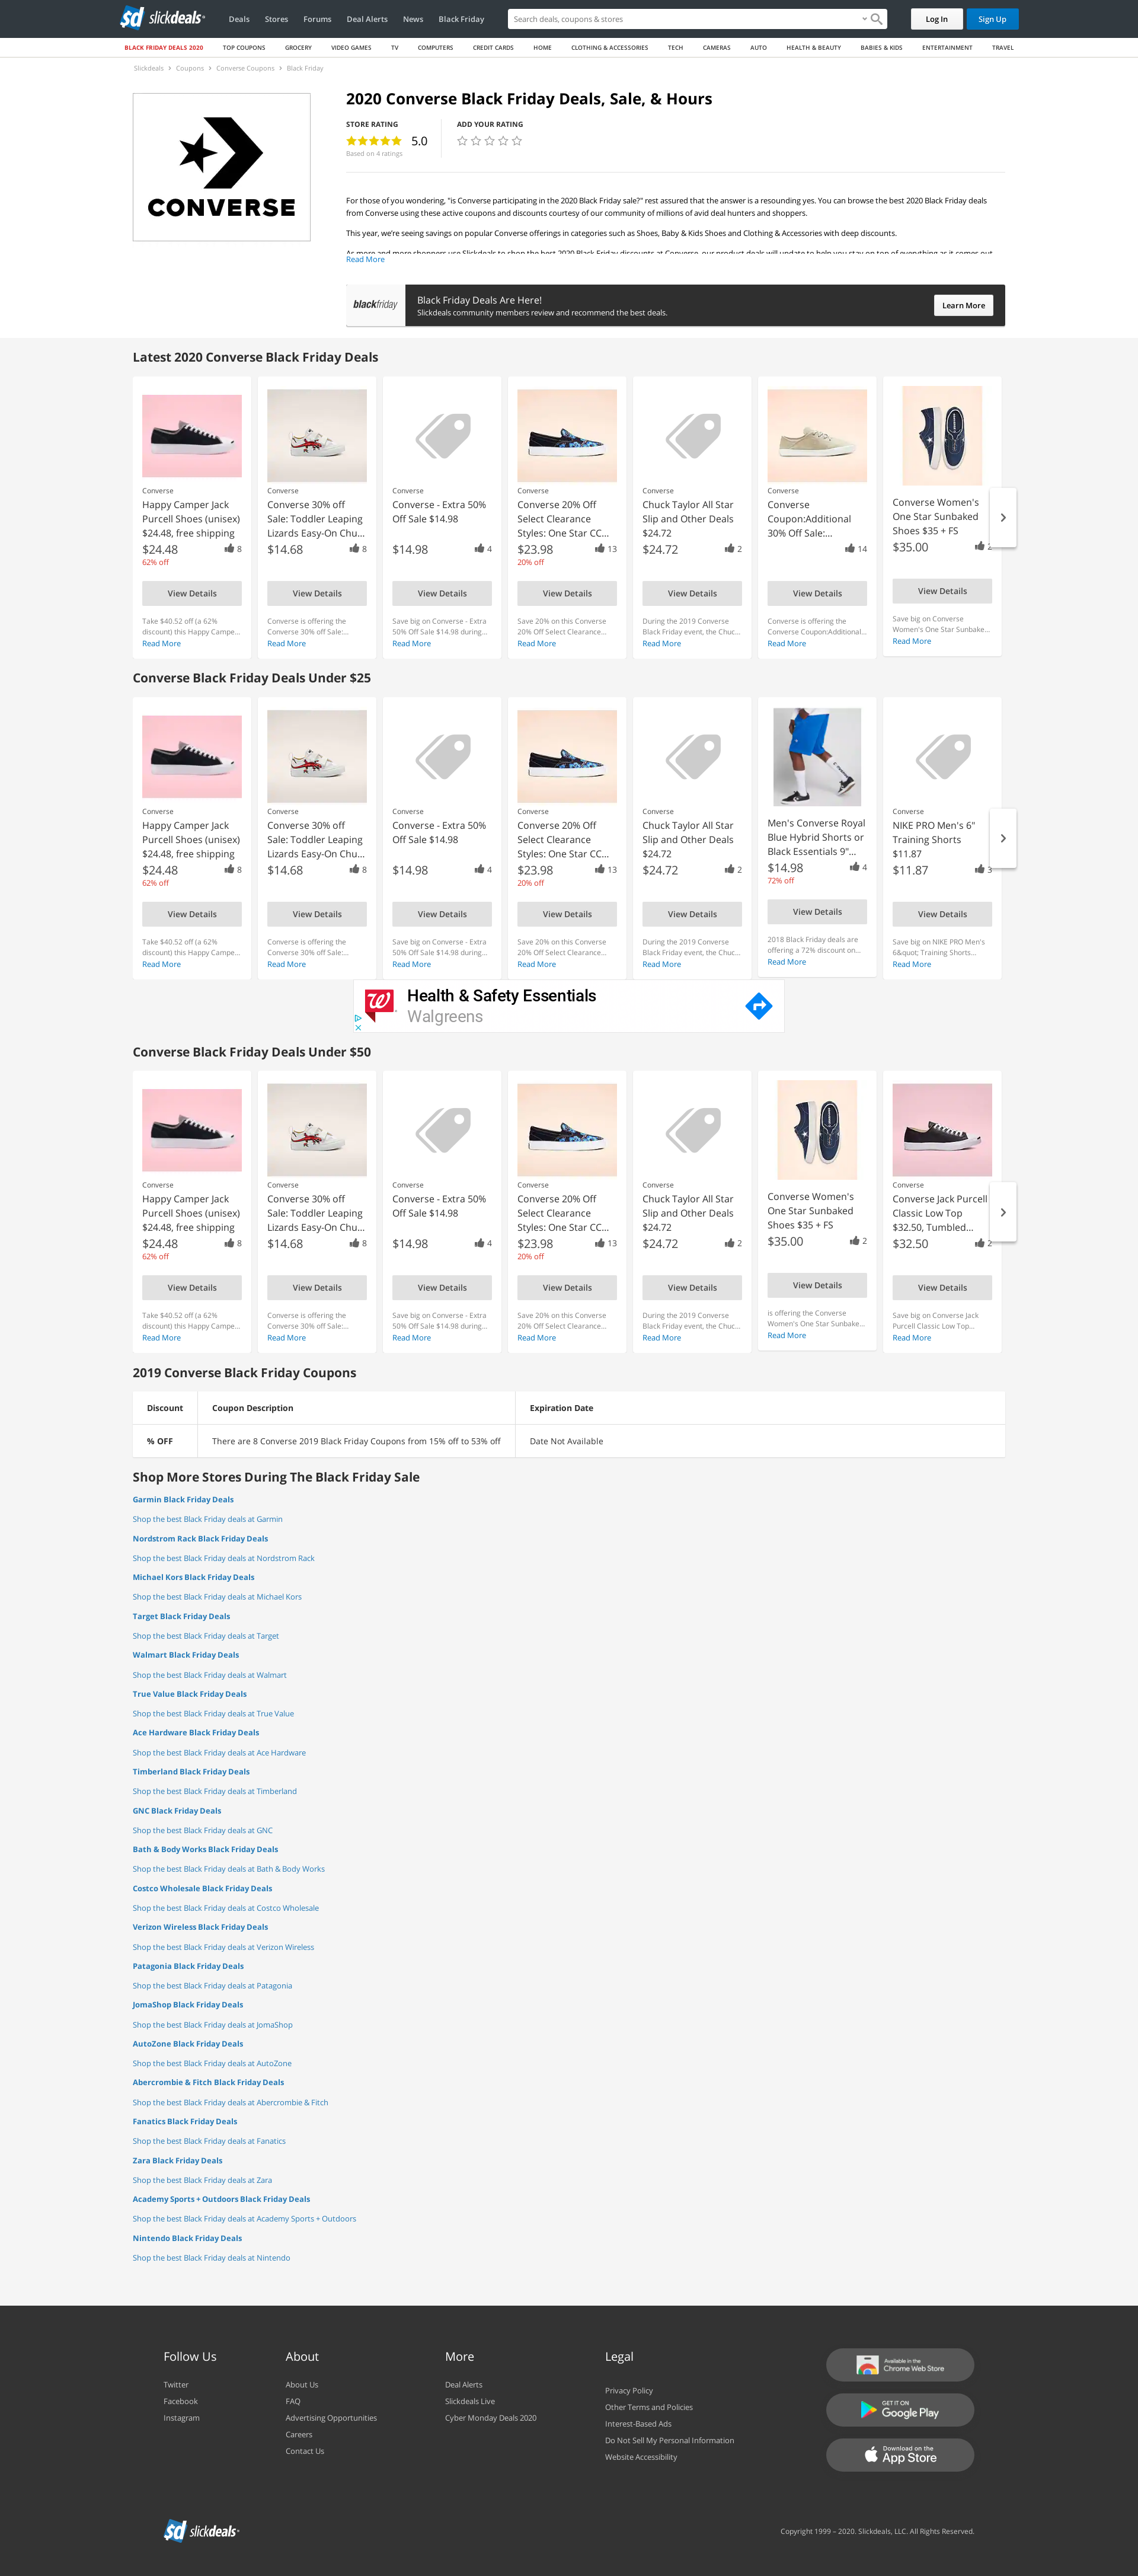 slickdeals
Deals Stores Forums Deal Alerts News Black Friday
Search deals, coupons & stores
Log In Sign Up
BLACK FRIDAY DEALS 2020 TOP COUPONS GROCERY VIDEO GAMES TV COMPUTERS CREDIT CARDS HOME CLOTHING & ACCESSORIES TECH CAMERAS AUTO HEALTH & BEAUTY BABIES & KIDS ENTERTAINMENT TRAVEL
Slickdeals > Coupons > Converse Coupons > Black Friday
CONVERSE
2020 Converse Black Friday Deals, Sale, & Hours
STORE RATING
5.0
Based on 4 ratings
ADD YOUR RATING
For those of you wondering, "is Converse participating in the 2020 Black Friday sale?" rest assured that the answer is a resounding yes. You can browse the best 2020 Black Friday deals
from Converse using these active coupons and discounts courtesy of our community of millions of avid deal hunters and shoppers.
This year, we're seeing savings on popular Converse offerings in categories such as Shoes, Baby & Kids Shoes and Clothing & Accessories with deep discounts.
As more and more shoppers use Slickdeals to shop the best 2020 Black Friday discounts at Converse, our product deals will update to help you stay on top of everything as it comes out
Read More
blackfriday
Black Friday Deals Are Here!
Slickdeals community members review and recommend the best deals.
Learn More
Latest 2020 Converse Black Friday Deals
Converse
Happy Camper Jack
Purcell Shoes (unisex)
$24.48, free shipping
$24.48 8
62% off
View Details
Take $40.52 off (a 62%
discount) this Happy Campe...
Read More
Converse
Converse 30% off
Sale: Toddler Leaping
Lizards Easy-On Chu...
$14.68 8
View Details
Converse is offering the
Converse 30% off Sale:...
Read More
Converse
Converse - Extra 50%
Off Sale $14.98
$14.98 4
View Details
Save big on Converse - Extra
50% Off Sale $14.98 during...
Read More
Converse
Converse 20% Off
Select Clearance
Styles: One Star CC...
$23.98 13
20% off
View Details
Save 20% on this Converse
20% Off Select Clearance...
Read More
Converse
Chuck Taylor All Star
Slip and Other Deals
$24.72
$24.72 2
View Details
During the 2019 Converse
Black Friday event, the Chuc...
Read More
Converse
Converse
Coupon:Additional
30% Off Sale:...
14
View Details
Converse is offering the
Converse Coupon:Additional...
Read More
Converse Women's
One Star Sunbaked
Shoes $35 + FS
$35.00 2
View Details
Save big on Converse
Women's One Star Sunbake...
Read More
Converse Black Friday Deals Under $25
Converse
Happy Camper Jack
Purcell Shoes (unisex)
$24.48, free shipping
$24.48 8
62% off
View Details
Take $40.52 off (a 62%
discount) this Happy Campe...
Read More
Converse
Converse 30% off
Sale: Toddler Leaping
Lizards Easy-On Chu...
$14.68 8
View Details
Converse is offering the
Converse 30% off Sale:...
Read More
Converse
Converse - Extra 50%
Off Sale $14.98
$14.98 4
View Details
Save big on Converse - Extra
50% Off Sale $14.98 during...
Read More
Converse
Converse 20% Off
Select Clearance
Styles: One Star CC...
$23.98 13
20% off
View Details
Save 20% on this Converse
20% Off Select Clearance...
Read More
Converse
Chuck Taylor All Star
Slip and Other Deals
$24.72
$24.72 2
View Details
During the 2019 Converse
Black Friday event, the Chuc...
Read More
Men's Converse Royal
Blue Hybrid Shorts or
Black Essentials 9"...
$14.98 4
72% off
View Details
2018 Black Friday deals are
offering a 72% discount on...
Read More
Converse
NIKE PRO Men's 6"
Training Shorts
$11.87
$11.87 3
View Details
Save big on NIKE PRO Men's
6&quot; Training Shorts...
Read More
Health & Safety Essentials
Walgreens
Converse Black Friday Deals Under $50
Converse
Happy Camper Jack
Purcell Shoes (unisex)
$24.48, free shipping
$24.48 8
62% off
View Details
Take $40.52 off (a 62%
discount) this Happy Campe...
Read More
Converse
Converse 30% off
Sale: Toddler Leaping
Lizards Easy-On Chu...
$14.68 8
View Details
Converse is offering the
Converse 30% off Sale:...
Read More
Converse
Converse - Extra 50%
Off Sale $14.98
$14.98 4
View Details
Save big on Converse - Extra
50% Off Sale $14.98 during...
Read More
Converse
Converse 20% Off
Select Clearance
Styles: One Star CC...
$23.98 13
20% off
View Details
Save 20% on this Converse
20% Off Select Clearance...
Read More
Converse
Chuck Taylor All Star
Slip and Other Deals
$24.72
$24.72 2
View Details
During the 2019 Converse
Black Friday event, the Chuc...
Read More
Converse Women's
One Star Sunbaked
Shoes $35 + FS
$35.00 2
View Details
is offering the Converse
Women's One Star Sunbake...
Read More
Converse
Converse Jack Purcell
Classic Low Top
$32.50, Tumbled...
$32.50 2
View Details
Save big on Converse Jack
Purcell Classic Low Top...
Read More
2019 Converse Black Friday Coupons
Discount Coupon Description Expiration Date
% OFF There are 8 Converse 2019 Black Friday Coupons from 15% off to 53% off Date Not Available
Shop More Stores During The Black Friday Sale
Garmin Black Friday Deals
Shop the best Black Friday deals at Garmin
Nordstrom Rack Black Friday Deals
Shop the best Black Friday deals at Nordstrom Rack
Michael Kors Black Friday Deals
Shop the best Black Friday deals at Michael Kors
Target Black Friday Deals
Shop the best Black Friday deals at Target
Walmart Black Friday Deals
Shop the best Black Friday deals at Walmart
True Value Black Friday Deals
Shop the best Black Friday deals at True Value
Ace Hardware Black Friday Deals
Shop the best Black Friday deals at Ace Hardware
Timberland Black Friday Deals
Shop the best Black Friday deals at Timberland
GNC Black Friday Deals
Shop the best Black Friday deals at GNC
Bath & Body Works Black Friday Deals
Shop the best Black Friday deals at Bath & Body Works
Costco Wholesale Black Friday Deals
Shop the best Black Friday deals at Costco Wholesale
Verizon Wireless Black Friday Deals
Shop the best Black Friday deals at Verizon Wireless
Patagonia Black Friday Deals
Shop the best Black Friday deals at Patagonia
JomaShop Black Friday Deals
Shop the best Black Friday deals at JomaShop
AutoZone Black Friday Deals
Shop the best Black Friday deals at AutoZone
Abercrombie & Fitch Black Friday Deals
Shop the best Black Friday deals at Abercrombie & Fitch
Fanatics Black Friday Deals
Shop the best Black Friday deals at Fanatics
Zara Black Friday Deals
Shop the best Black Friday deals at Zara
Academy Sports + Outdoors Black Friday Deals
Shop the best Black Friday deals at Academy Sports + Outdoors
Nintendo Black Friday Deals
Shop the best Black Friday deals at Nintendo
Follow Us
Twitter
Facebook
Instagram
About
About Us
FAQ
Advertising Opportunities
Careers
Contact Us
More
Deal Alerts
Slickdeals Live
Cyber Monday Deals 2020
Legal
Privacy Policy
Other Terms and Policies
Interest-Based Ads
Do Not Sell My Personal Information
Website Accessibility
Available in the
Chrome Web Store
GET IT ON
Google Play
Download on the
App Store
slickdeals
Copyright 1999 – 2020. Slickdeals, LLC. All Rights Reserved.